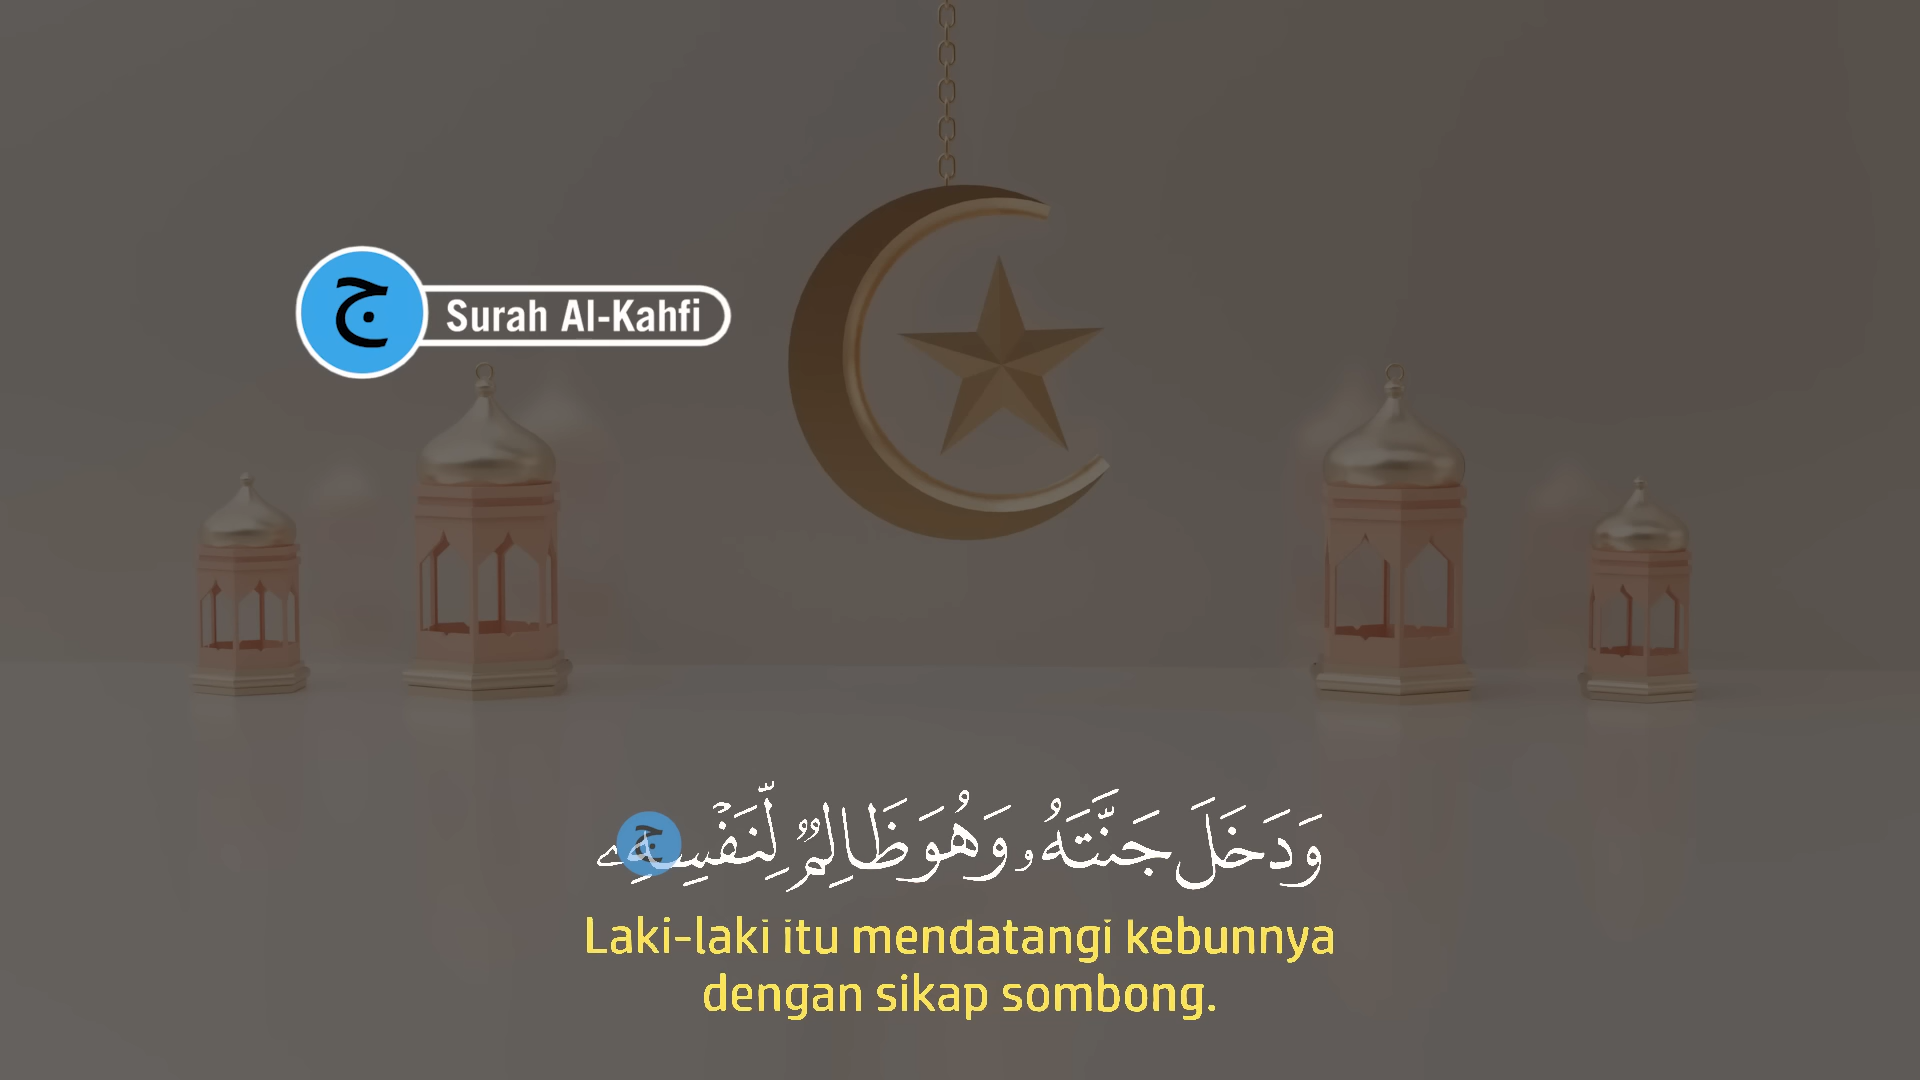 ج
Surah Al-Kahfi
وَدَخَلَ جَنَّتَهُۥ وَهُوَ ظَالِمٌ لِّنَفْسِهِۦ
ج
Laki-laki itu mendatangi kebunnya
dengan sikap sombong.